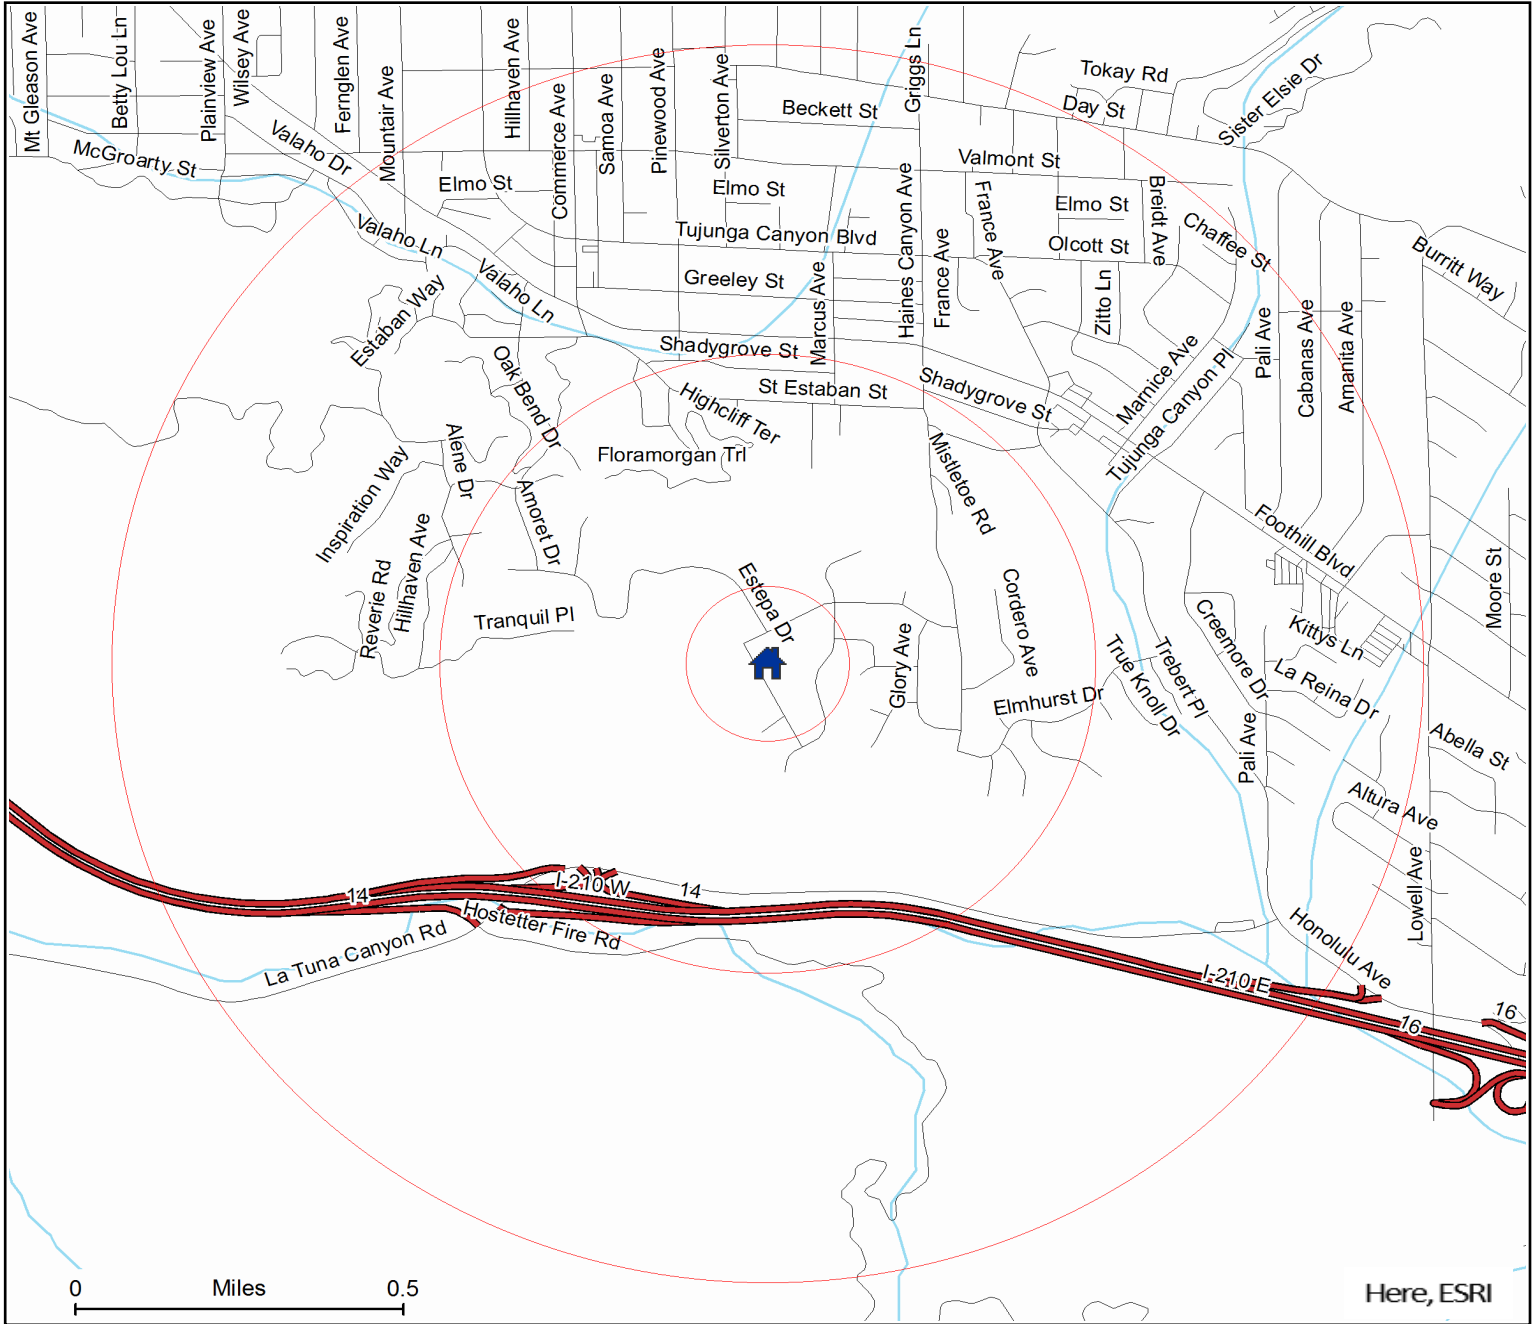 Mt Gleason Ave
Betty Lou Ln
Plainview Ave
Wilsey Ave
Fernglen Ave
Mountair Ave
Hillhaven Ave
Commerce Ave
Samoa Ave
Pinewood Ave
Silverton Ave
Griggs Ln
Tokay Rd
Sister Elsie Dr
Beckett St
Day St
McGroarty St
Valaho Dr
Valmont St
Elmo St
Elmo St
Elmo St
Haines Canyon Ave
France Ave
Breidt Ave
Chaffee St
Valaho Ln
Tujunga Canyon Blvd
Olcott St
Burritt Way
Valaho Ln
Greeley St
Marcus Ave
France Ave
Zitto Ln
Estaban Way
Pali Ave
Cabanas Ave
Amanita Ave
Shadygrove St
Marnice Ave
Tujunga Canyon Pl
Oak Bend Dr
St Estaban St
Shadygrove St
Highcliff Ter
Alene Dr
Floramorgan Trl
Mistletoe Rd
Inspiration Way
Amoret Dr
Foothill Blvd
Hillhaven Ave
Reverie Rd
Estepa Dr
Cordero Ave
Moore St
Tranquil Pl
Creemore Dr
Kittys Ln
Glory Ave
True Knoll Dr
Trebert Pl
La Reina Dr
Elmhurst Dr
Pali Ave
Abella St
Altura Ave
Lowell Ave
14
I-210 W
14
Hostetter Fire Rd
La Tuna Canyon Rd
Honolulu Ave
I-210 E
16
16
0 Miles 0.5
Here, ESRI